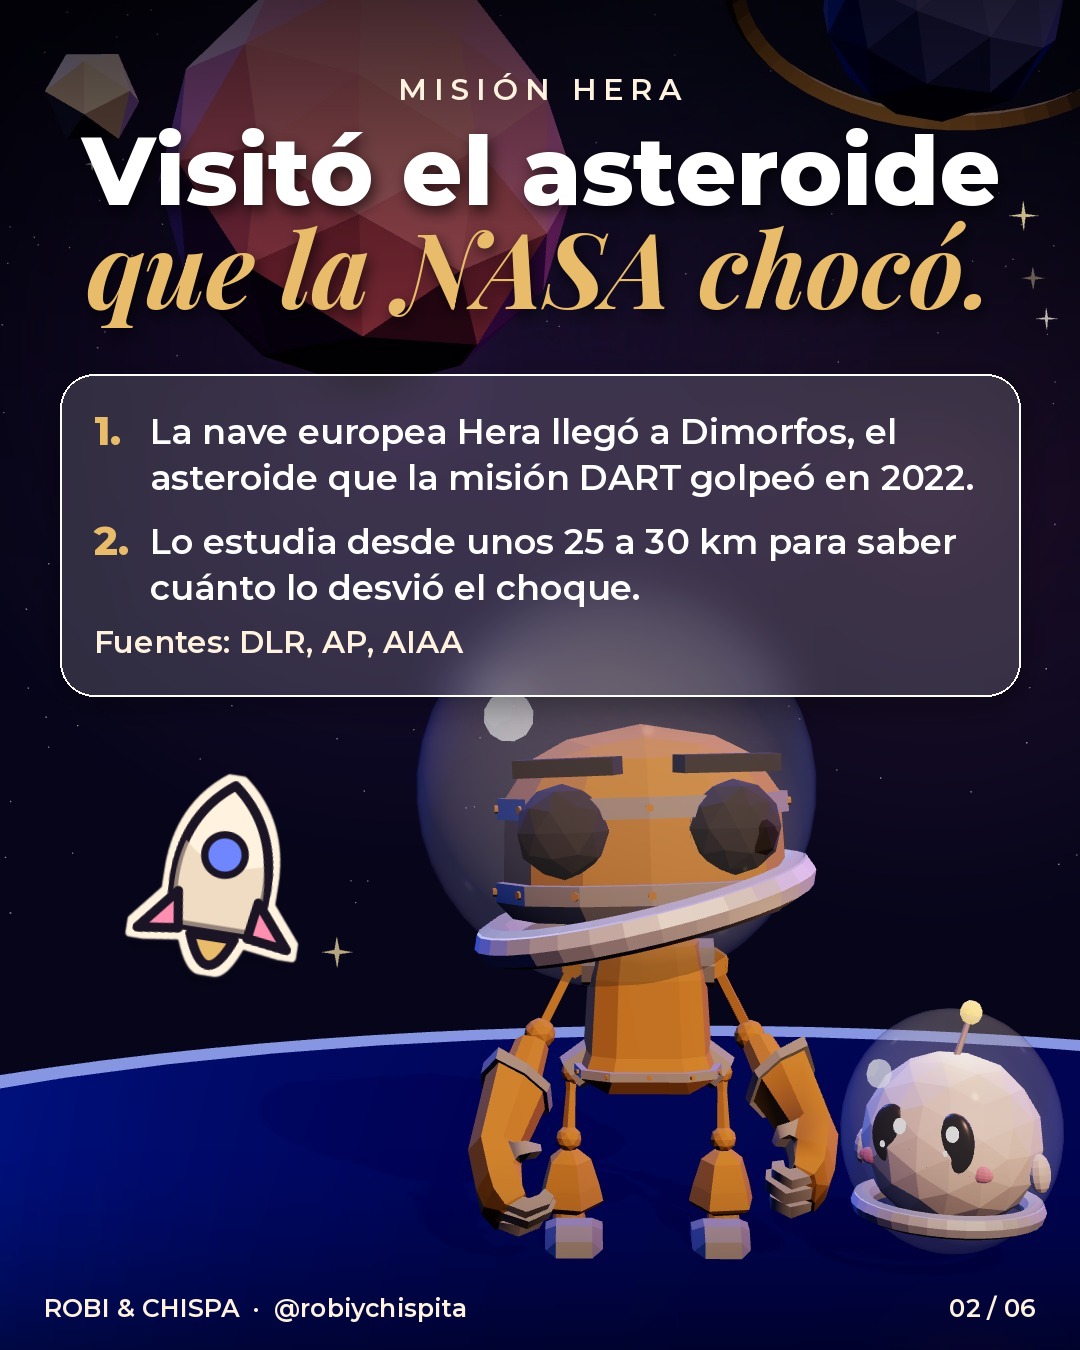 MISIÓN HERA
Visitó el asteroide
que la NASA chocó.
1. La nave europea Hera llegó a Dimorfos, el
asteroide que la misión DART golpeó en 2022.
2. Lo estudia desde unos 25 a 30 km para saber
cuánto lo desvió el choque.
Fuentes: DLR, AP, AIAA
ROBI & CHISPA · @robiychispita
02 / 06